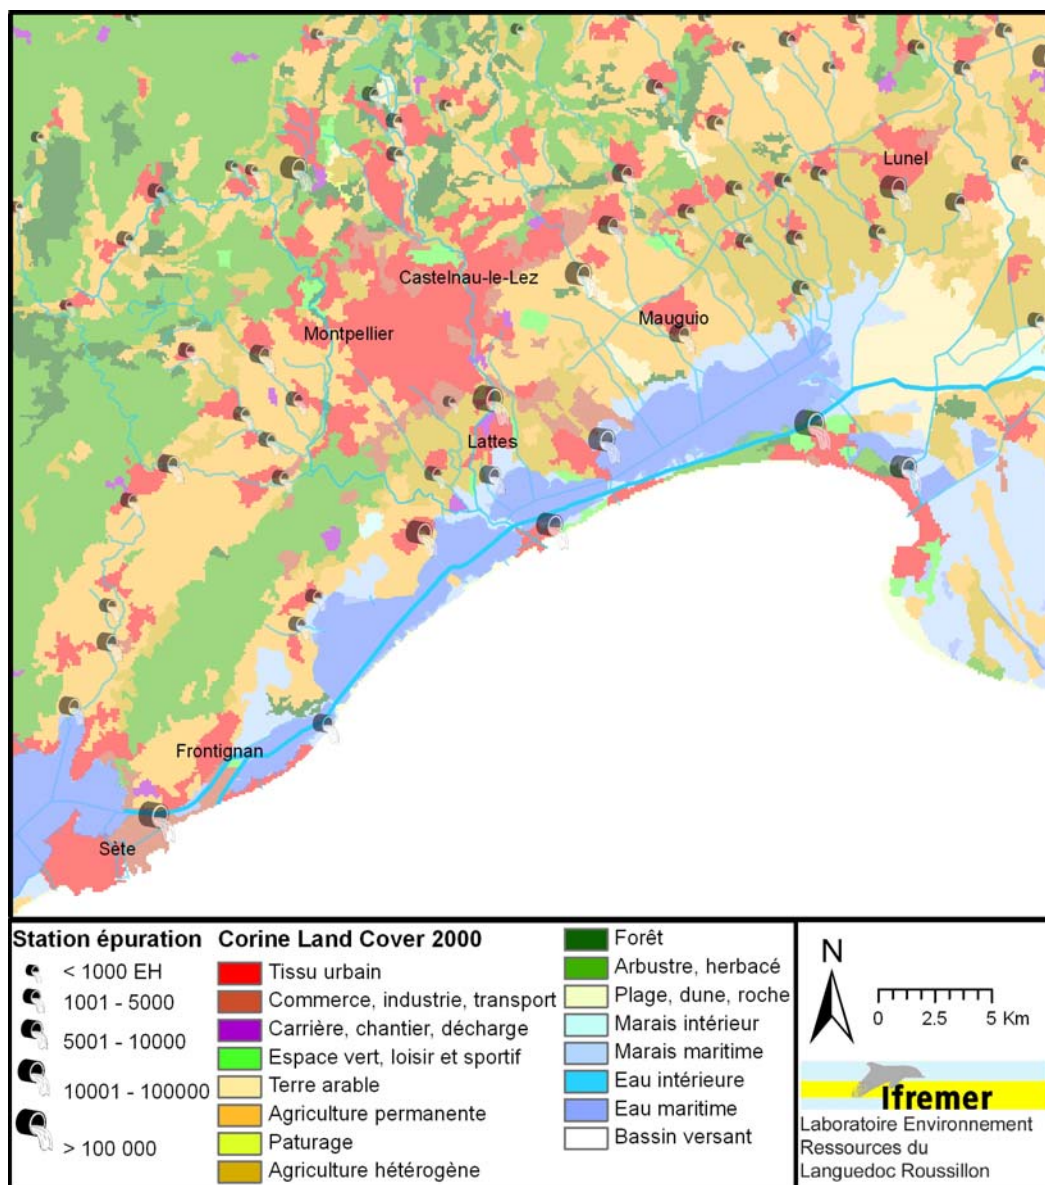 Lunel
Castelnau-le-Lez
Mauguio
Montpellier
Lattes
Frontignan
Sète
Station épuration
< 1000 EH
1001 - 5000
5001 - 10000
10001 - 100000
> 100 000
Corine Land Cover 2000
Tissu urbain
Commerce, industrie, transport
Carrière, chantier, décharge
Espace vert, loisir et sportif
Terre arable
Agriculture permanente
Paturage
Agriculture hétérogène
Forêt
Arbustre, herbacé
Plage, dune, roche
Marais intérieur
Marais maritime
Eau intérieure
Eau maritime
Bassin versant
N
0 2.5 5 Km
Ifremer
Laboratoire Environnement
Ressources du
Languedoc Roussillon